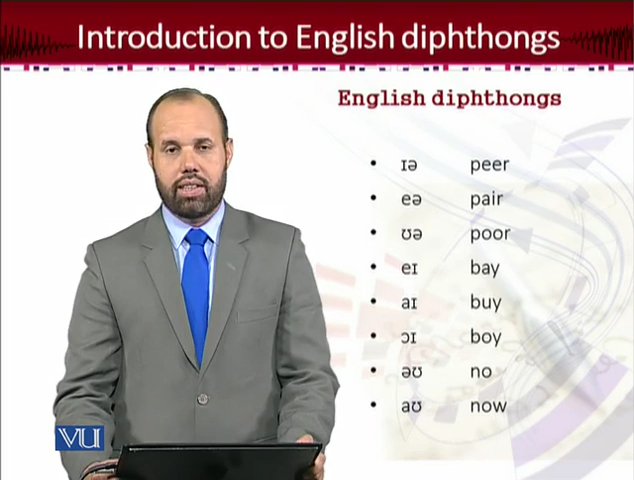 Introduction to English diphthongs
English diphthongs
• ɪə peer
• eə pair
• ʊə poor
• eɪ bay
• aɪ buy
• ɔɪ boy
• əʊ no
• aʊ now
VU